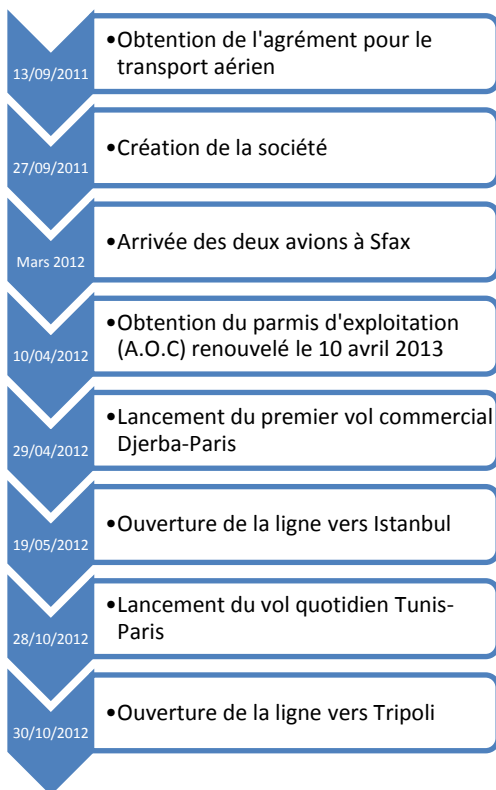 13/09/2011
•Obtention de l'agrément pour le
transport aérien
27/09/2011
•Création de la société
Mars 2012
•Arrivée des deux avions à Sfax
10/04/2012
•Obtention du parmis d'exploitation
(A.O.C) renouvelé le 10 avril 2013
29/04/2012
•Lancement du premier vol commercial
Djerba-Paris
19/05/2012
•Ouverture de la ligne vers Istanbul
28/10/2012
•Lancement du vol quotidien Tunis-
Paris
30/10/2012
•Ouverture de la ligne vers Tripoli